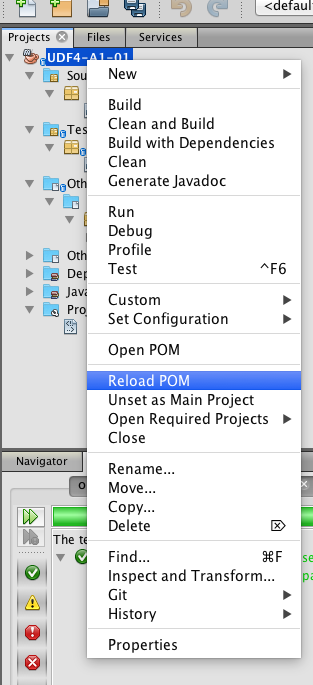 <defaul
Projects
Files
Services
UDF4-A1-01
New
Sou
Build
Clean and Build
Tes
Build with Dependencies
Clean
Oth
Generate Javadoc
Run
Debug
Profile
Oth
Test ^F6
Dep
Java
Custom
Proj
Set Configuration
Open POM
Reload POM
Unset as Main Project
Open Required Projects
Close
Navigator
Rename...
Move...
Copy...
Delete
The te
Find... ⌘F
Inspect and Transform...
Git
History
Properties